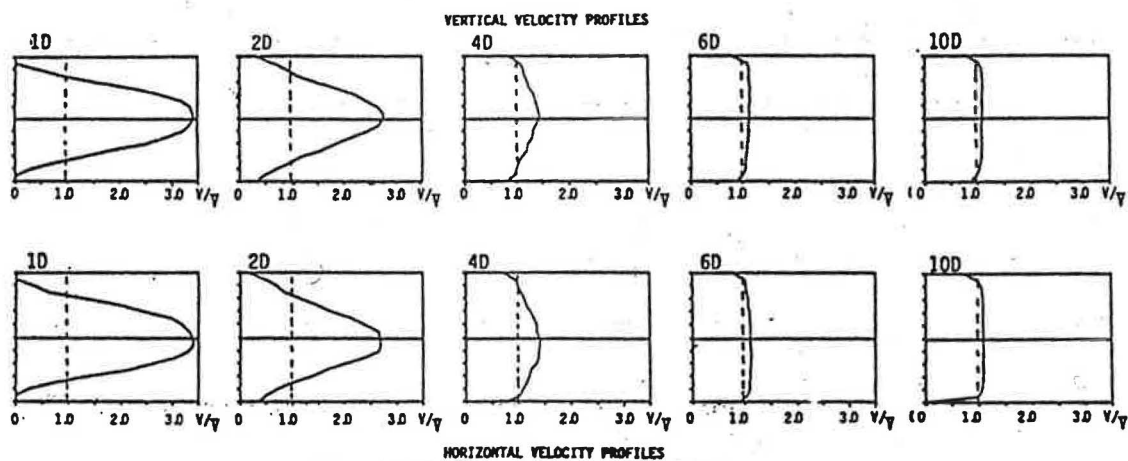 VERTICAL VELOCITY PROFILES
1D 2D 4D 6D 10D
0 1.0 2.0 3.0 V/V̄ 0 1.0 2.0 3.0 V/V̄ 0 1.0 2.0 3.0 V/V̄ 0 1.0 2.0 3.0 V/V̄ 0 1.0 2.0 3.0 V/V̄
1D 2D 4D 6D 10D
0 1.0 2.0 3.0 V/V̄ 0 1.0 2.0 3.0 V/V̄ 0 1.0 2.0 3.0 V/V̄ 0 1.0 2.0 3.0 V/V̄ 0 1.0 2.0 3.0 V/V̄
HORIZONTAL VELOCITY PROFILES